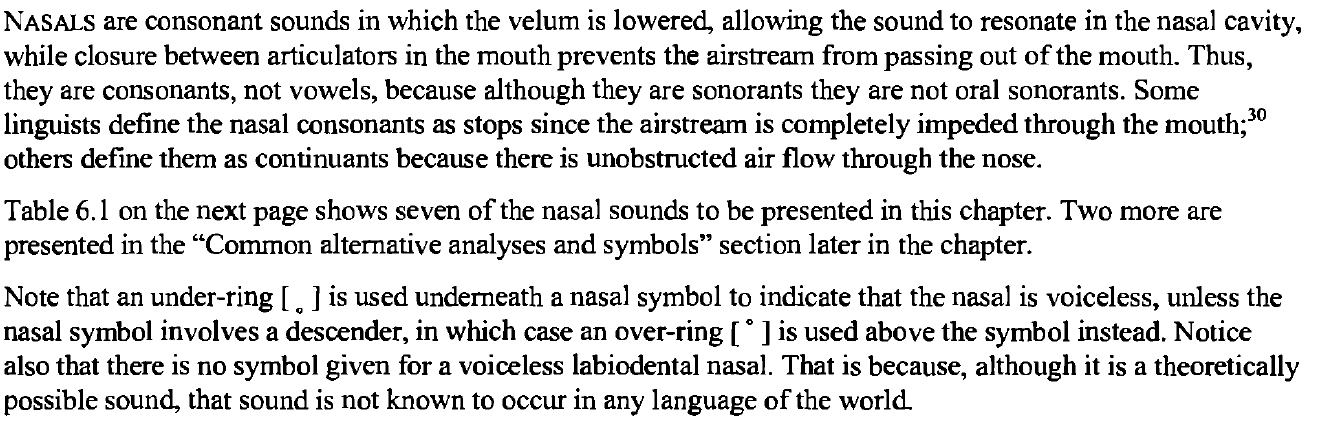 NASALS are consonant sounds in which the velum is lowered, allowing the sound to resonate in the nasal cavity,
while closure between articulators in the mouth prevents the airstream from passing out of the mouth. Thus,
they are consonants, not vowels, because although they are sonorants they are not oral sonorants. Some
linguists define the nasal consonants as stops since the airstream is completely impeded through the mouth;³⁰
others define them as continuants because there is unobstructed air flow through the nose.
Table 6.1 on the next page shows seven of the nasal sounds to be presented in this chapter. Two more are
presented in the “Common alternative analyses and symbols” section later in the chapter.
Note that an under-ring [ ̥ ] is used underneath a nasal symbol to indicate that the nasal is voiceless, unless the
nasal symbol involves a descender, in which case an over-ring [ ̊ ] is used above the symbol instead. Notice
also that there is no symbol given for a voiceless labiodental nasal. That is because, although it is a theoretically
possible sound, that sound is not known to occur in any language of the world.